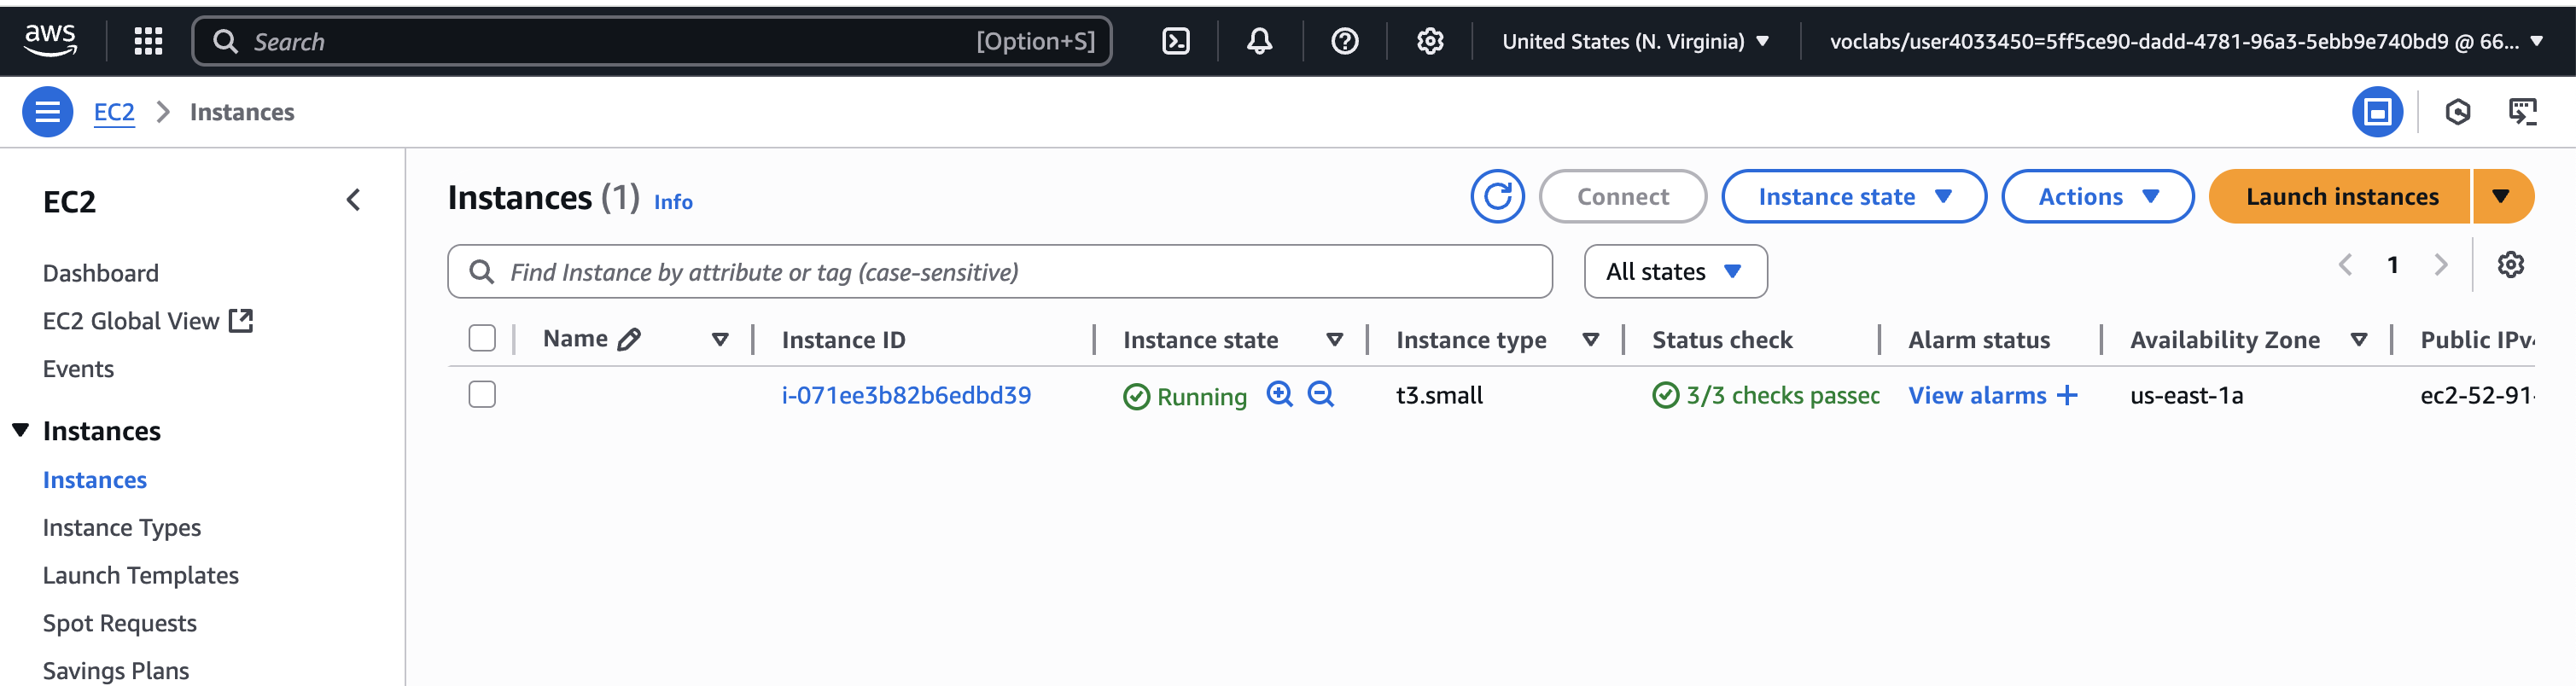 aws
Search [Option+S] United States (N. Virginia) voclabs/user4033450=5ff5ce90-dadd-4781-96a3-5ebb9e740bd9 @ 66...
EC2 Instances
EC2
Dashboard
EC2 Global View
Events
Instances
Instances
Instance Types
Launch Templates
Spot Requests
Savings Plans
Instances (1) Info Connect Instance state Actions Launch instances
Find Instance by attribute or tag (case-sensitive) All states 1
Name Instance ID Instance state Instance type Status check Alarm status Availability Zone Public IPv4
i-071ee3b82b6edbd39 Running t3.small 3/3 checks passec View alarms + us-east-1a ec2-52-91-